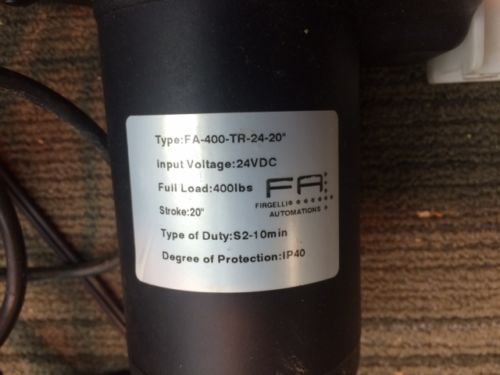 Type:FA-400-TR-24-20"
Input Voltage:24VDC
Full Load:400lbs
FA
FIRGELLI
AUTOMATIONS
Stroke:20"
Type of Duty:S2-10min
Degree of Protection:IP40